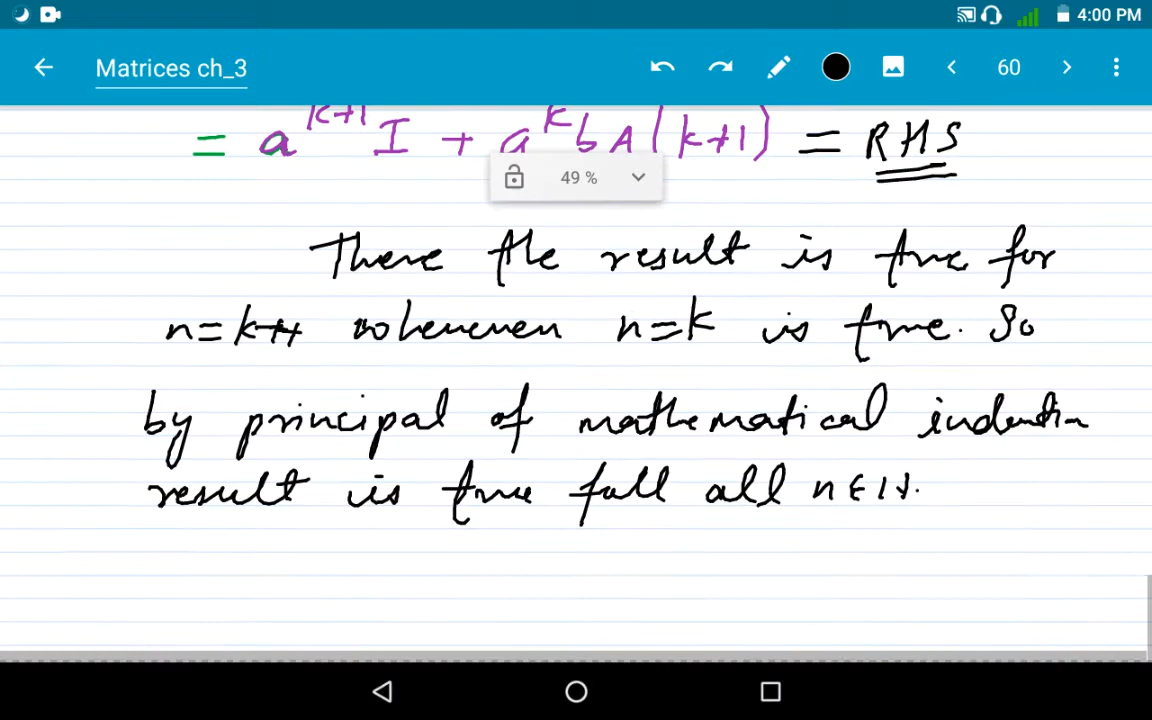 4:00 PM
Matrices ch_3
60
= a^{k+1} I + a^k b A (k+1) = RHS
49 %
There the result is true for
n=k+1 whenever n=k is true. So
by principal of mathematical induction
result is true fall all n∈N.